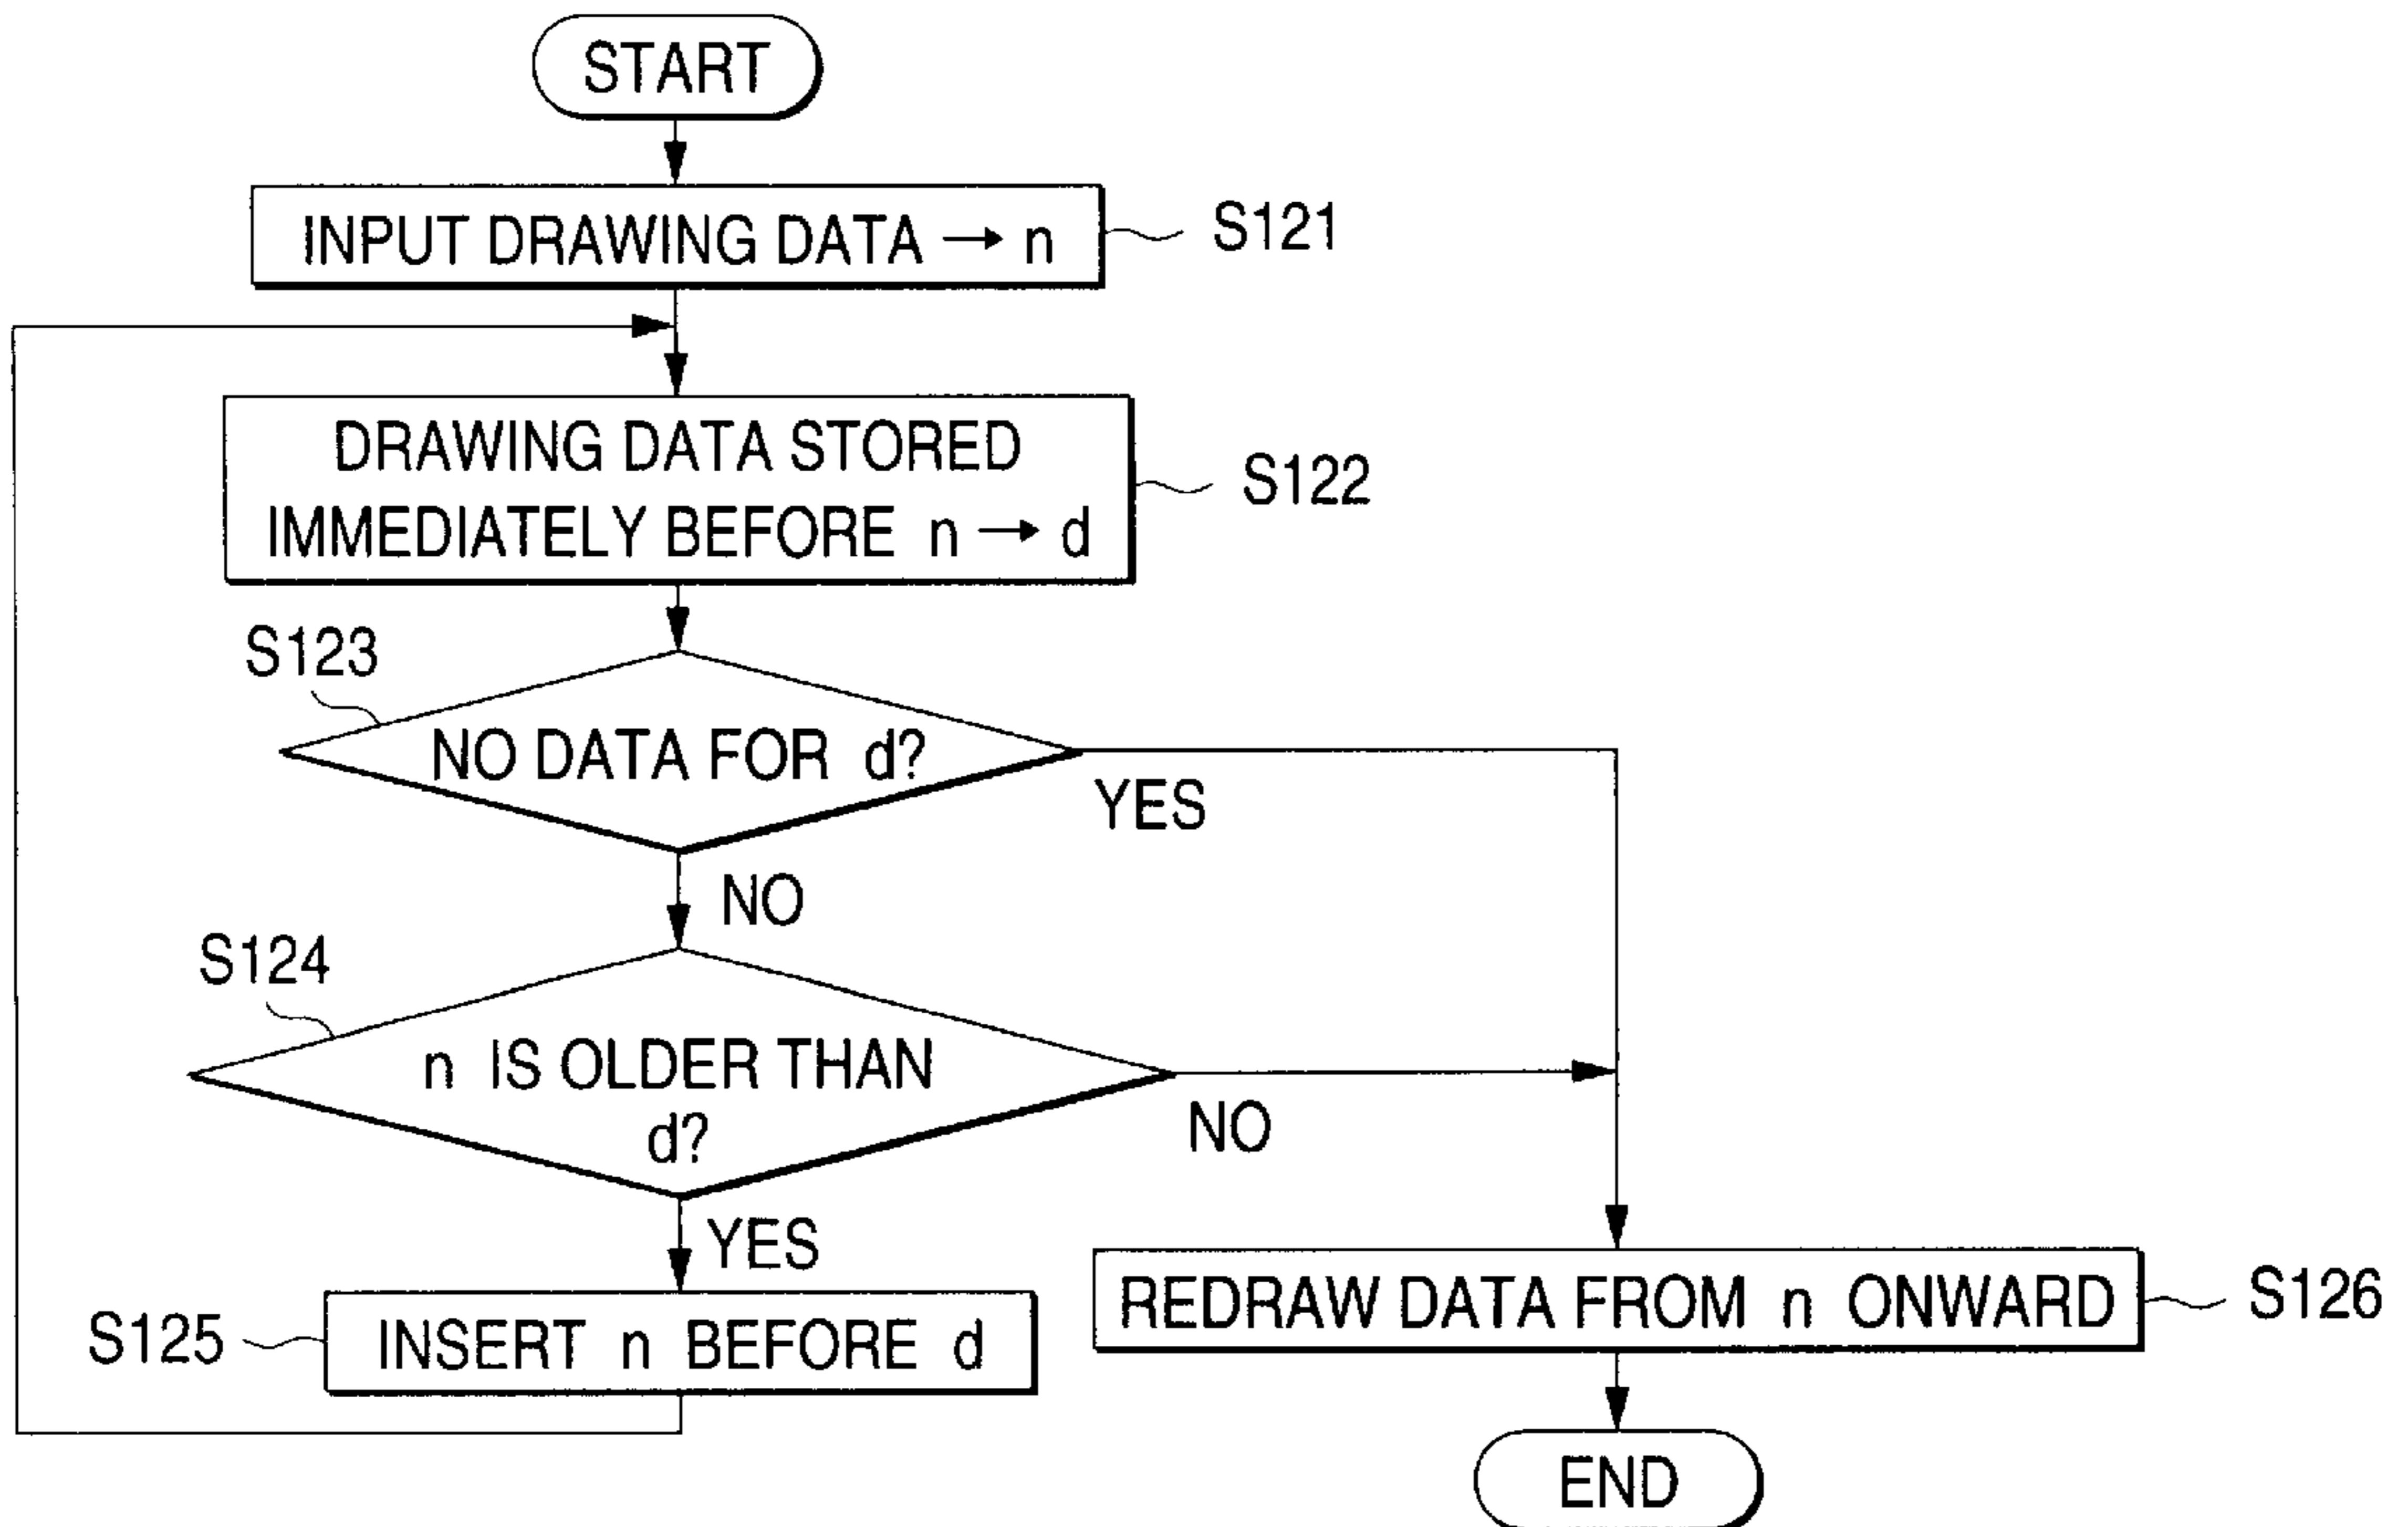 START
INPUT DRAWING DATA → n
S121
DRAWING DATA STORED
IMMEDIATELY BEFORE n → d
S122
S123
NO DATA FOR d?
YES
NO
S124
n IS OLDER THAN
d?
NO
YES
S125
INSERT n BEFORE d
REDRAW DATA FROM n ONWARD
S126
END